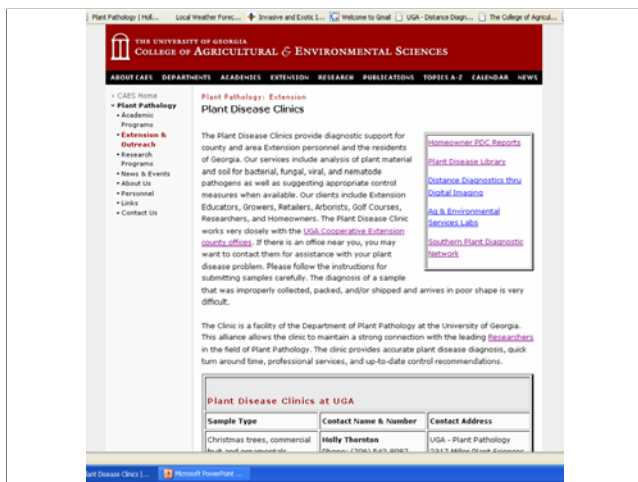 Plant Pathology | Holl... Local Weather Forec... Invasive and Exotic I... Welcome to Gmail UGA - Distance Diagn... The College of Agricul...
THE UNIVERSITY OF GEORGIA
COLLEGE OF AGRICULTURAL & ENVIRONMENTAL SCIENCES
ABOUT CAES DEPARTMENTS ACADEMICS EXTENSION RESEARCH PUBLICATIONS TOPICS A-Z CALENDAR NEWS
CAES Home
Plant Pathology
Academic
Programs
Extension &
Outreach
Research
Programs
News & Events
About Us
Personnel
Links
Contact Us
Plant Pathology: Extension
Plant Disease Clinics
The Plant Disease Clinics provide diagnostic support for
county and area Extension personnel and the residents
of Georgia. Our services include analysis of plant material
and soil for bacterial, fungal, viral, and nematode
pathogens as well as suggesting appropriate control
measures when available. Our clients include Extension
Educators, Growers, Retailers, Arborists, Golf Courses,
Researchers, and Homeowners. The Plant Disease Clinic
works very closely with the UGA Cooperative Extension
county offices. If there is an office near you, you may
want to contact them for assistance with your plant
disease problem. Please follow the instructions for
submitting samples carefully. The diagnosis of a sample
that was improperly collected, packed, and/or shipped and arrives in poor shape is very
difficult.
Homeowner PDC Reports
Plant Disease Library
Distance Diagnostics thru
Digital Imaging
Ag & Environmental
Services Labs
Southern Plant Diagnostic
Network
The Clinic is a facility of the Department of Plant Pathology at the University of Georgia.
This alliance allows the clinic to maintain a strong connection with the leading Researchers
in the field of Plant Pathology. The clinic provides accurate plant disease diagnosis, quick
turn around time, professional services, and up-to-date control recommendations.
Plant Disease Clinics at UGA
Sample Type Contact Name & Number Contact Address
Christmas trees, commercial Holly Thornton UGA - Plant Pathology
fruit and ornamentals Phone: (706) 542-8987 2317 Miller Plant Sciences
Plant Disease Clinics |... Microsoft PowerPoint ...